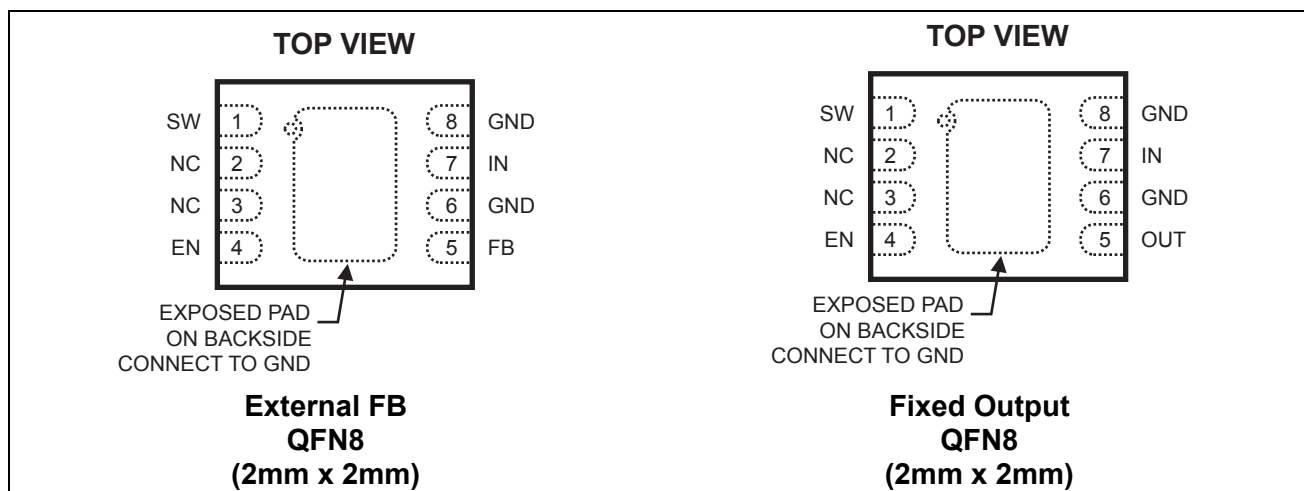 TOP VIEW
SW 1 8 GND
NC 2 7 IN
NC 3 6 GND
EN 4 5 FB
EXPOSED PAD
ON BACKSIDE
CONNECT TO GND
External FB
QFN8
(2mm x 2mm)
TOP VIEW
SW 1 8 GND
NC 2 7 IN
NC 3 6 GND
EN 4 5 OUT
EXPOSED PAD
ON BACKSIDE
CONNECT TO GND
Fixed Output
QFN8
(2mm x 2mm)